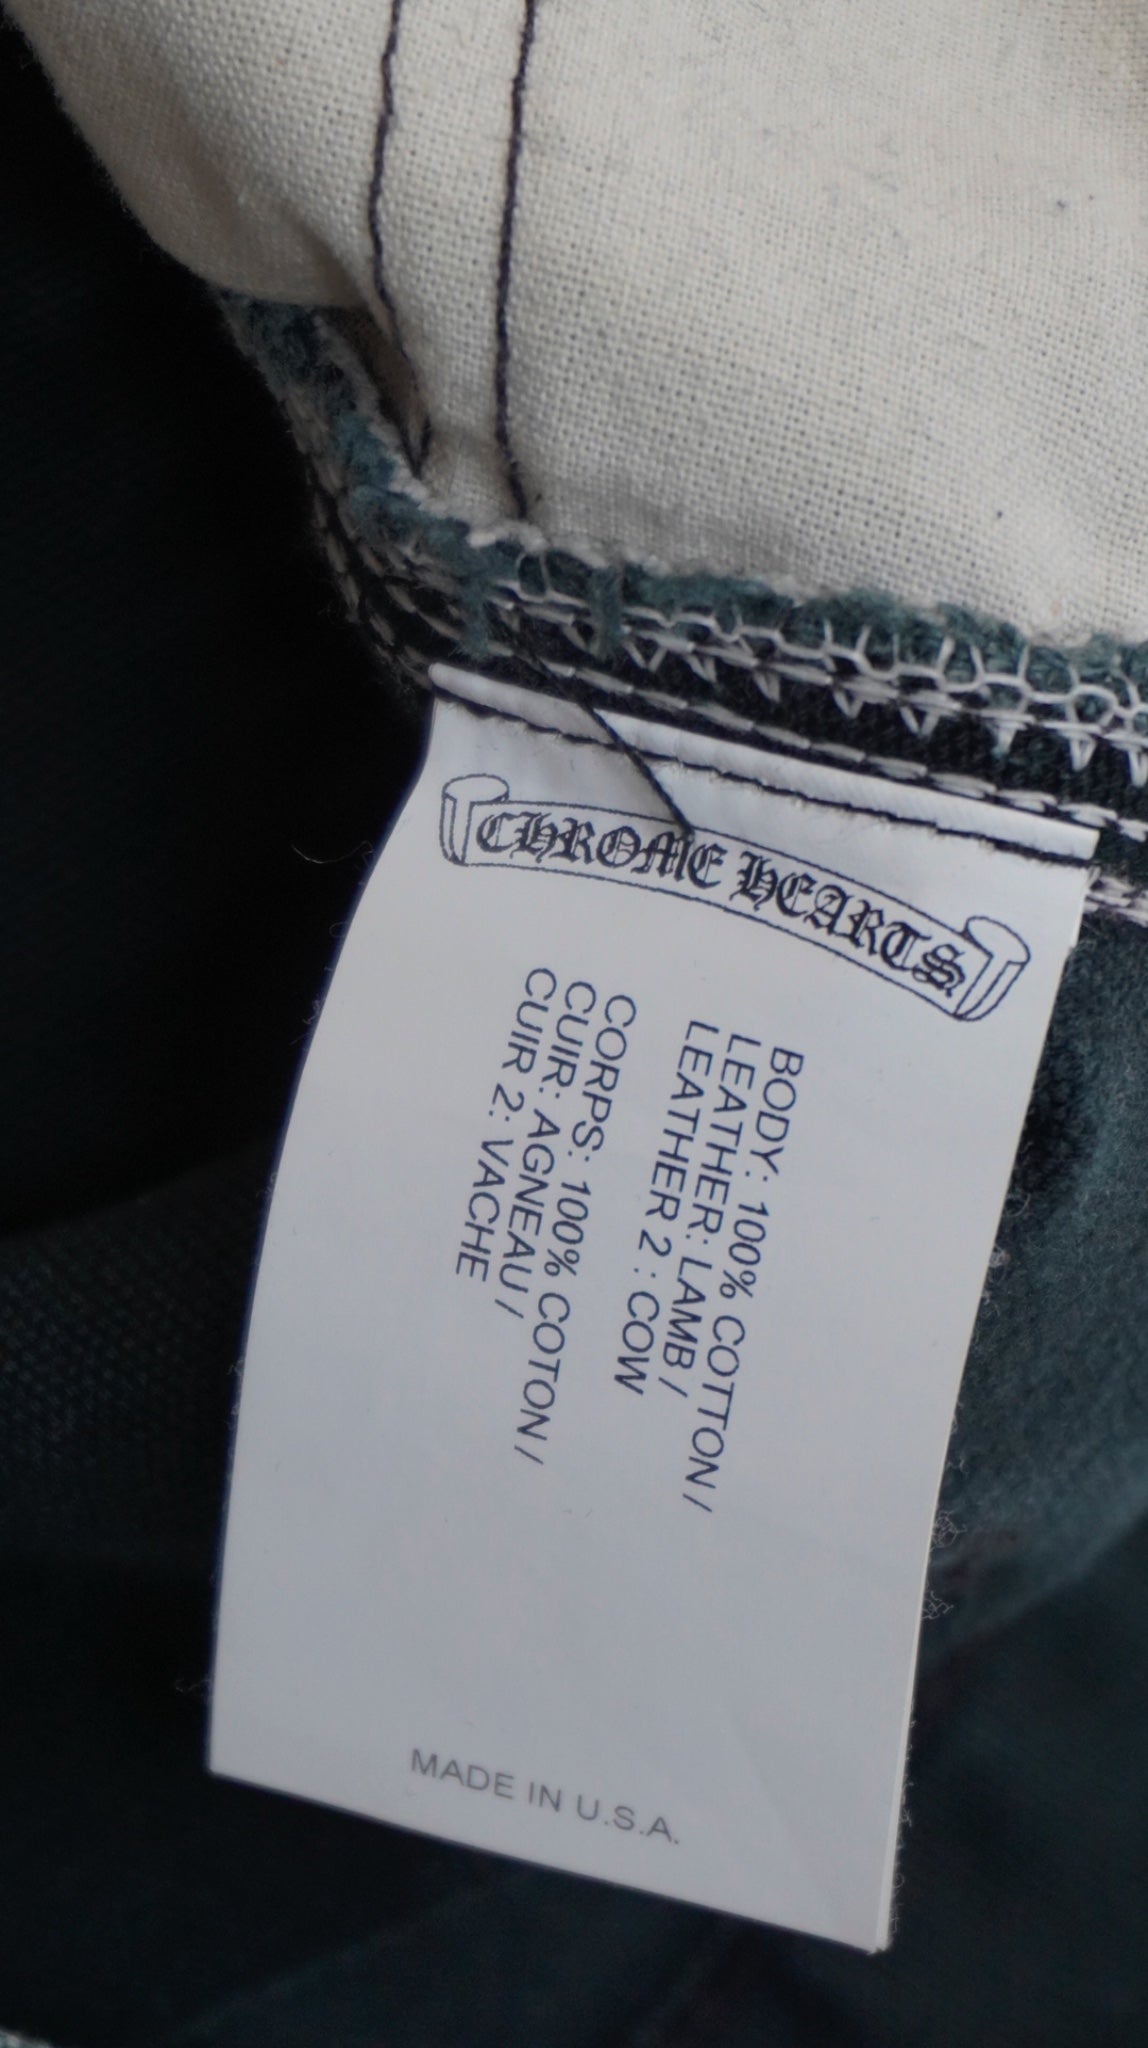 CHROME HEARTS
BODY: 100% COTTON /
LEATHER: LAMB /
LEATHER 2 : COW
CORPS: 100% COTON /
CUIR: AGNEAU /
CUIR 2: VACHE
MADE IN U.S.A.